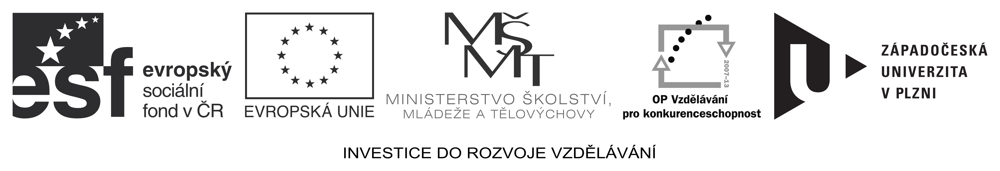 esf
evropský
sociální
fond v ČR
EVROPSKÁ UNIE
MŠMT
MINISTERSTVO ŠKOLSTVÍ,
MLÁDEŽE A TĚLOVÝCHOVY
2007–13
OP Vzdělávání
pro konkurenceschopnost
ZÁPADOČESKÁ
UNIVERZITA
V PLZNI
INVESTICE DO ROZVOJE VZDĚLÁVÁNÍ